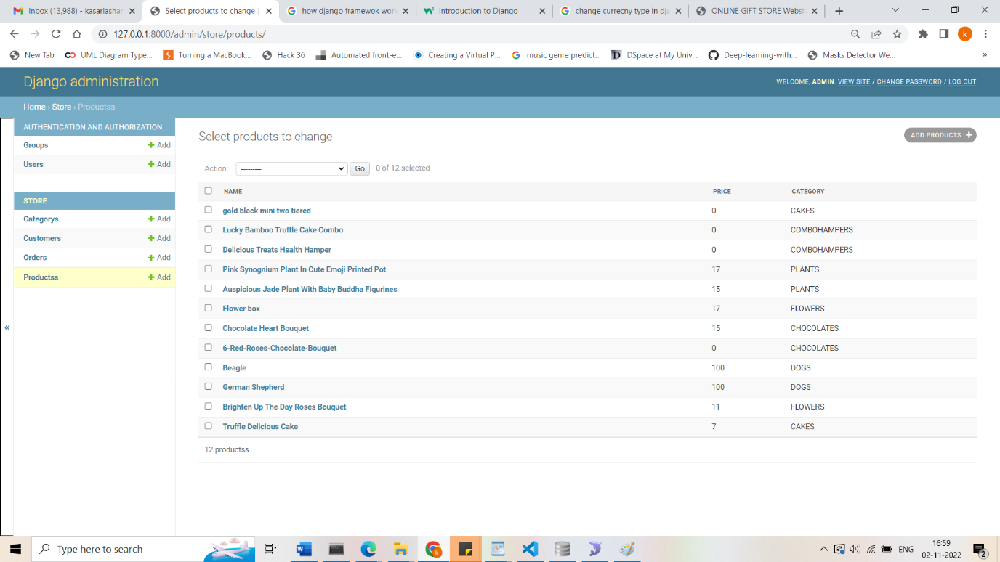 Inbox (13,988) - kasarlashar
Select products to change |
how django framewok work
Introduction to Django
change currecny type in dja
ONLINE GIFT STORE Website
127.0.0.1:8000/admin/store/products/
k
New Tab
UML Diagram Type...
Turning a MacBook...
Hack 36
Automated front-e...
Creating a Virtual P...
music genre predict...
DSpace at My Univ...
Deep-learning-with...
Masks Detector We...
»
Django administration
WELCOME, ADMIN. VIEW SITE / CHANGE PASSWORD / LOG OUT
Home › Store › Productss
AUTHENTICATION AND AUTHORIZATION
Groups + Add
Users + Add
STORE
Categorys + Add
Customers + Add
Orders + Add
Productss + Add
«
Select products to change
ADD PRODUCTS +
Action: --------- Go 0 of 12 selected
NAME PRICE CATEGORY
gold black mini two tiered 0 CAKES
Lucky Bamboo Truffle Cake Combo 0 COMBOHAMPERS
Delicious Treats Health Hamper 0 COMBOHAMPERS
Pink Synognium Plant In Cute Emoji Printed Pot 17 PLANTS
Auspicious Jade Plant With Baby Buddha Figurines 15 PLANTS
Flower box 17 FLOWERS
Chocolate Heart Bouquet 15 CHOCOLATES
6-Red-Roses-Chocolate-Bouquet 0 CHOCOLATES
Beagle 100 DOGS
German Shepherd 100 DOGS
Brighten Up The Day Roses Bouquet 11 FLOWERS
Truffle Delicious Cake 7 CAKES
12 productss
Type here to search
ENG
16:59
02-11-2022
2